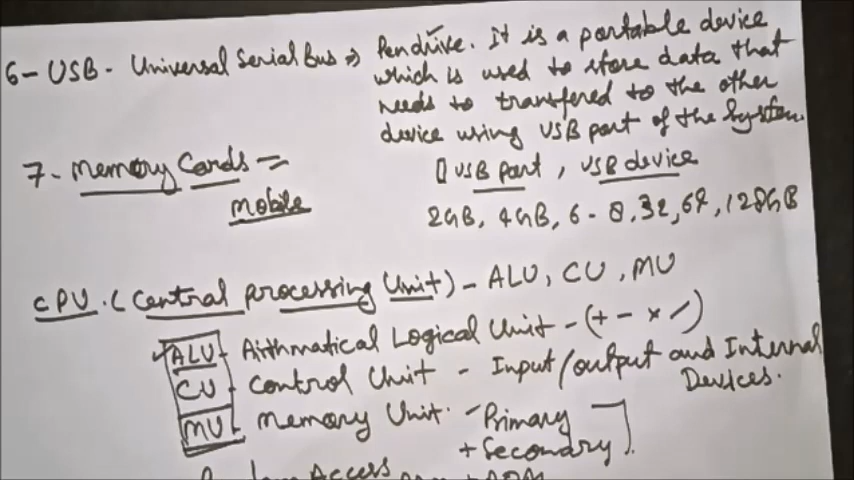 6- USB - Universal Serial Bus => Pendrive. It is a portable device
which is used to store data that
needs to transfered to the other
device using USB port of the System.
7- Memory Cards =
Mobile
USB port, USB device
2GB, 4GB, 6 - 8, 32, 64, 128GB
CPU. (Central processing Unit) - ALU, CU, MU
ALU - Airthmatical Logical Unit - (+ - × /)
CU - Control Unit - Input/output and Internal
Devices.
MU - Memory Unit - Primary
+ Secondary
Access